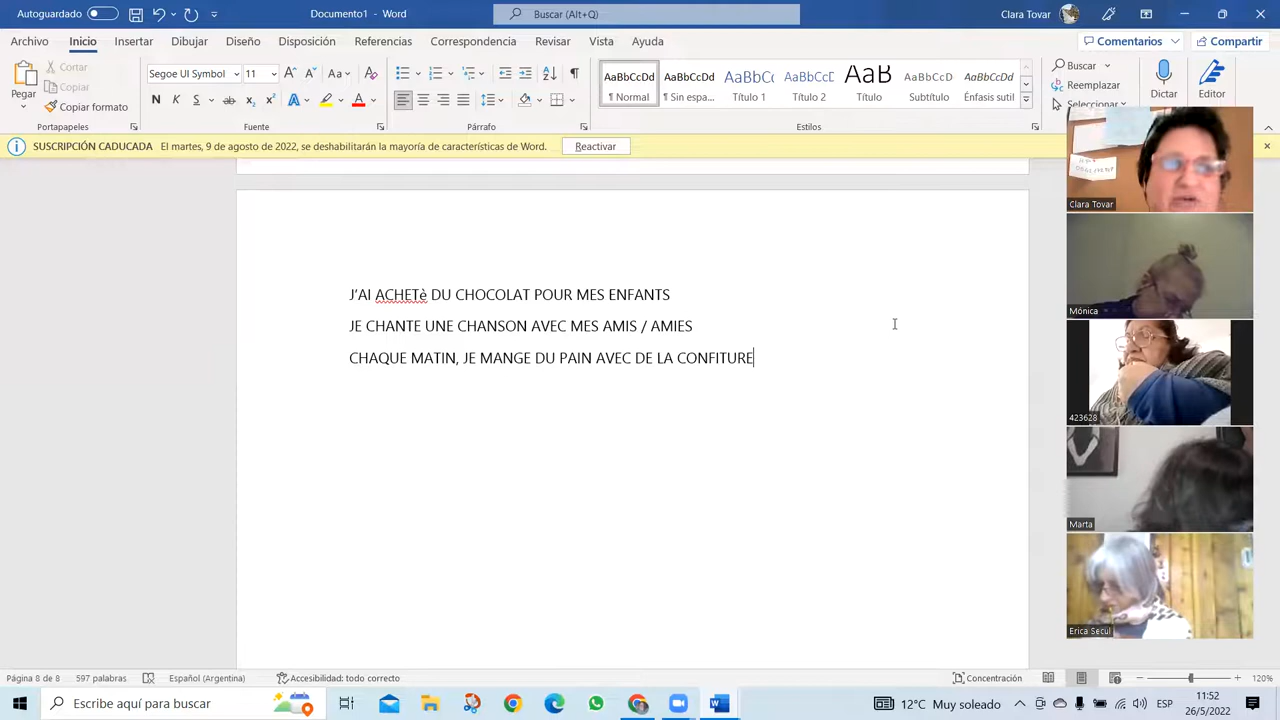 Autoguardado Documento1 - Word Buscar (Alt+Q) Clara Tovar
Archivo Inicio Insertar Dibujar Diseño Disposición Referencias Correspondencia Revisar Vista Ayuda Comentarios Compartir
Pegar Cortar Copiar Copiar formato
Portapapeles
Segoe UI Symbol 11 Aa
N K S ab x₂ x² A A
Fuente
Párrafo
AaBbCcDd AaBbCcDd AaBbCc AaBbCcD AaB AaBbCcDd AaBbCcDd
¶ Normal ¶ Sin espa... Título 1 Título 2 Título Subtítulo Énfasis sutil
Estilos
Buscar
Reemplazar
Seleccionar
Dictar
Editor
SUSCRIPCIÓN CADUCADA El martes, 9 de agosto de 2022, se deshabilitarán la mayoría de características de Word. Reactivar
J'AI ACHETè DU CHOCOLAT POUR MES ENFANTS
JE CHANTE UNE CHANSON AVEC MES AMIS / AMIES
CHAQUE MATIN, JE MANGE DU PAIN AVEC DE LA CONFITURE
Clara Tovar
Mónica
423628
Marta
Erica Secul
Página 8 de 8 597 palabras Español (Argentina) Accesibilidad: todo correcto Concentración 120%
Escribe aquí para buscar 12°C Muy soleado ESP 11:52
26/5/2022